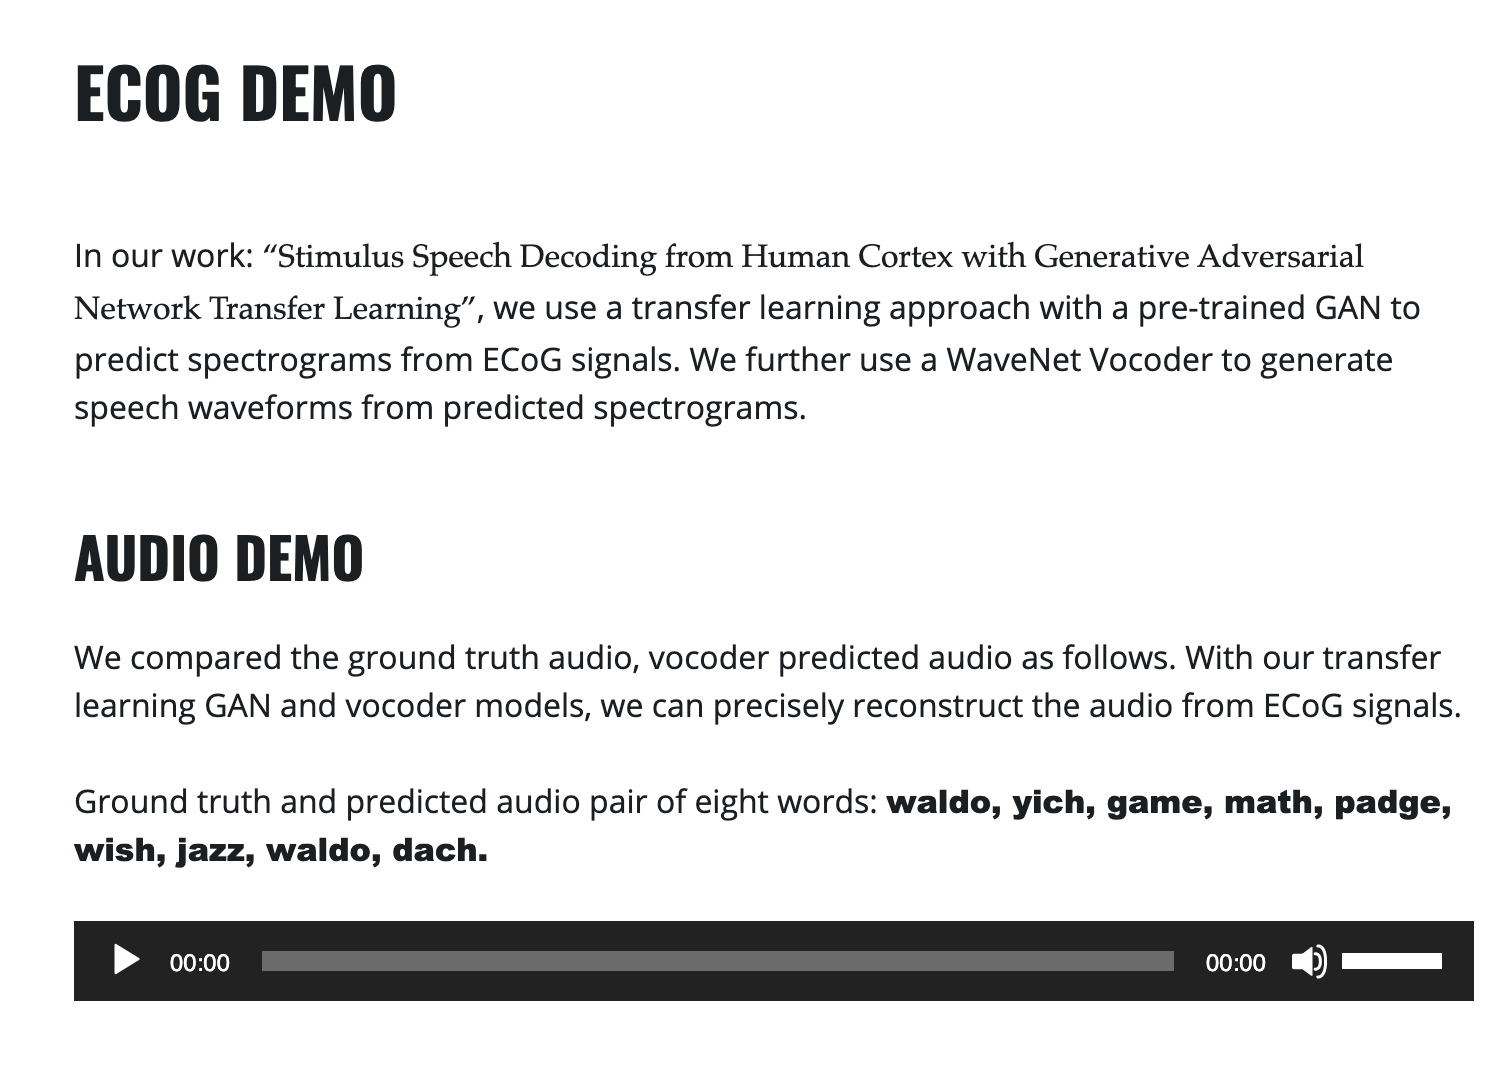 ECOG DEMO
In our work: “Stimulus Speech Decoding from Human Cortex with Generative Adversarial
Network Transfer Learning”, we use a transfer learning approach with a pre-trained GAN to
predict spectrograms from ECoG signals. We further use a WaveNet Vocoder to generate
speech waveforms from predicted spectrograms.
AUDIO DEMO
We compared the ground truth audio, vocoder predicted audio as follows. With our transfer
learning GAN and vocoder models, we can precisely reconstruct the audio from ECoG signals.
Ground truth and predicted audio pair of eight words: waldo, yich, game, math, padge,
wish, jazz, waldo, dach.
00:00 00:00